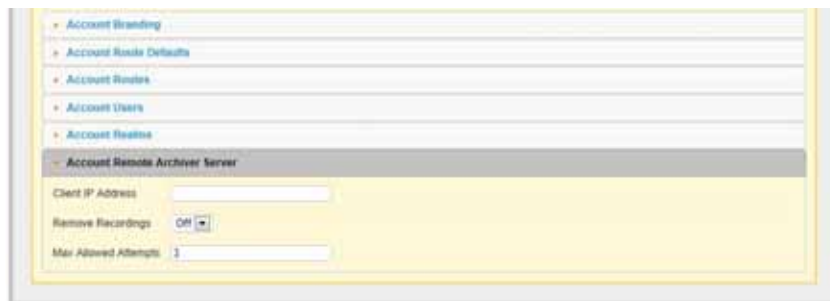 Account Branding
Account Route Defaults
Account Routes
Account Users
Account Realms
Account Remote Archiver Server
Client IP Address
Remove Recordings Off
Max Allowed Attempts 3